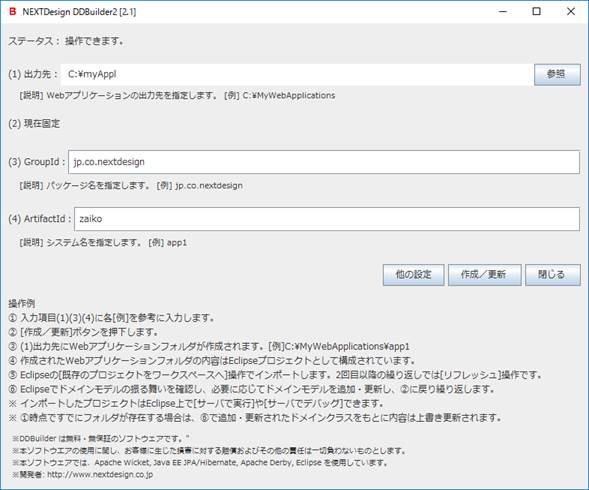 B NEXTDesign DDBuilder2 [2.1]
ステータス： 操作できます。
(1) 出力先： C:¥myAppl 参照
[説明] Webアプリケーションの出力先を指定します。 [例] C:¥MyWebApplications
(2) 現在固定
(3) GroupId： jp.co.nextdesign
[説明] パッケージ名を指定します。 [例] jp.co.nextdesign
(4) ArtifactId： zaiko
[説明] システム名を指定します。 [例] app1
他の設定 作成／更新 閉じる
操作例
① 入力項目(1)(3)(4)に各[例]を参考に入力します。
② [作成／更新]ボタンを押下します。
③ (1)出力先にWebアプリケーションフォルダが作成されます。[例]C:¥MyWebApplications¥app1
④ 作成されたWebアプリケーションフォルダの内容はEclipseプロジェクトとして構成されています。
⑤ Eclipseの[既存のプロジェクトをワークスペースへ]操作でインポートします。2回目以降の繰り返しでは[リフレッシュ]操作です。
⑥ Eclipseでドメインモデルの振る舞いを確認し、必要に応じてドメインモデルを追加・更新し、②に戻り繰り返します。
※ インポートしたプロジェクトはEclipse上で[サーバで実行]や[サーバでデバッグ]できます。
※ ①時点ですでにフォルダが存在する場合は、⑥で追加・更新されたドメインクラスをもとに内容は上書き更新されます。
※DDBuilder は無料・無保証のソフトウエアです。"
※本ソフトウエアの使用に関し、お客様に生じた損害に対する賠償およびその他の責任は一切負わないものとします。
※本ソフトウエアでは、Apache Wicket, Java EE JPA/Hibernate, Apache Derby, Eclipse を使用しています。
※開発者: http://www.nextdesign.co.jp